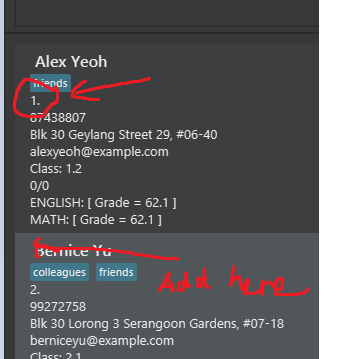 Alex Yeoh
friends
1.
87438807
Blk 30 Geylang Street 29, #06-40
alexyeoh@example.com
Class: 1.2
0/0
ENGLISH: [ Grade = 62.1 ]
MATH: [ Grade = 62.1 ]
Bernice Yu
colleagues friends
Add here
2.
99272758
Blk 30 Lorong 3 Serangoon Gardens, #07-18
berniceyu@example.com
Class: 2.1